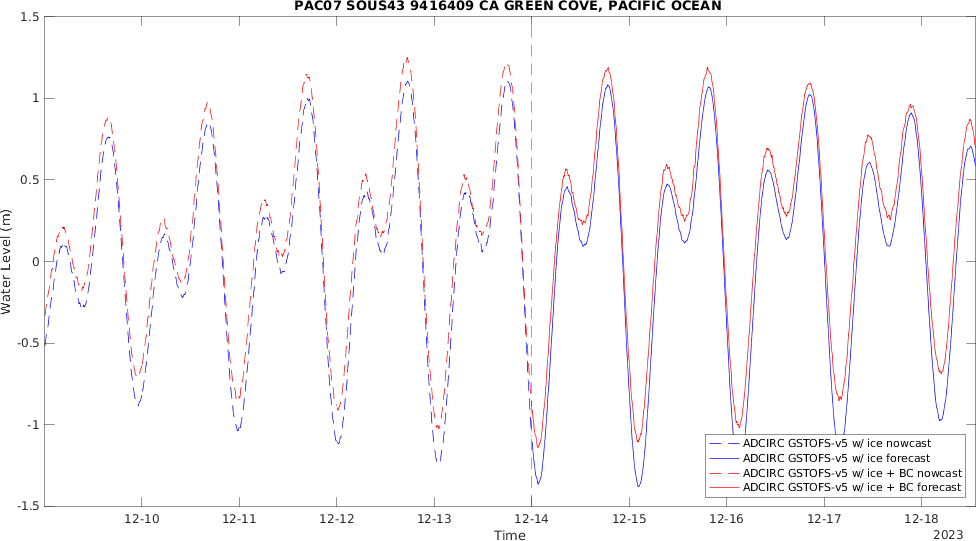 PAC07 SOUS43 9416409 CA GREEN COVE, PACIFIC OCEAN
1.5
1
0.5
0
-0.5
-1
-1.5
Water Level (m)
12-10
12-11
12-12
12-13
12-14
12-15
12-16
12-17
12-18
Time
2023
ADCIRC GSTOFS-v5 w/ ice nowcast
ADCIRC GSTOFS-v5 w/ ice forecast
ADCIRC GSTOFS-v5 w/ ice + BC nowcast
ADCIRC GSTOFS-v5 w/ ice + BC forecast